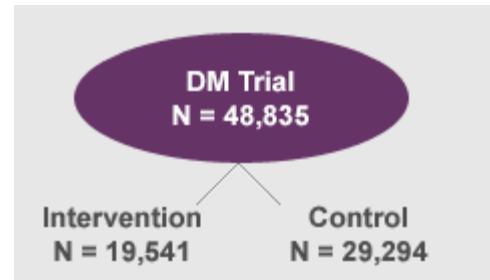 DM Trial
N = 48,835
Intervention
N = 19,541
Control
N = 29,294